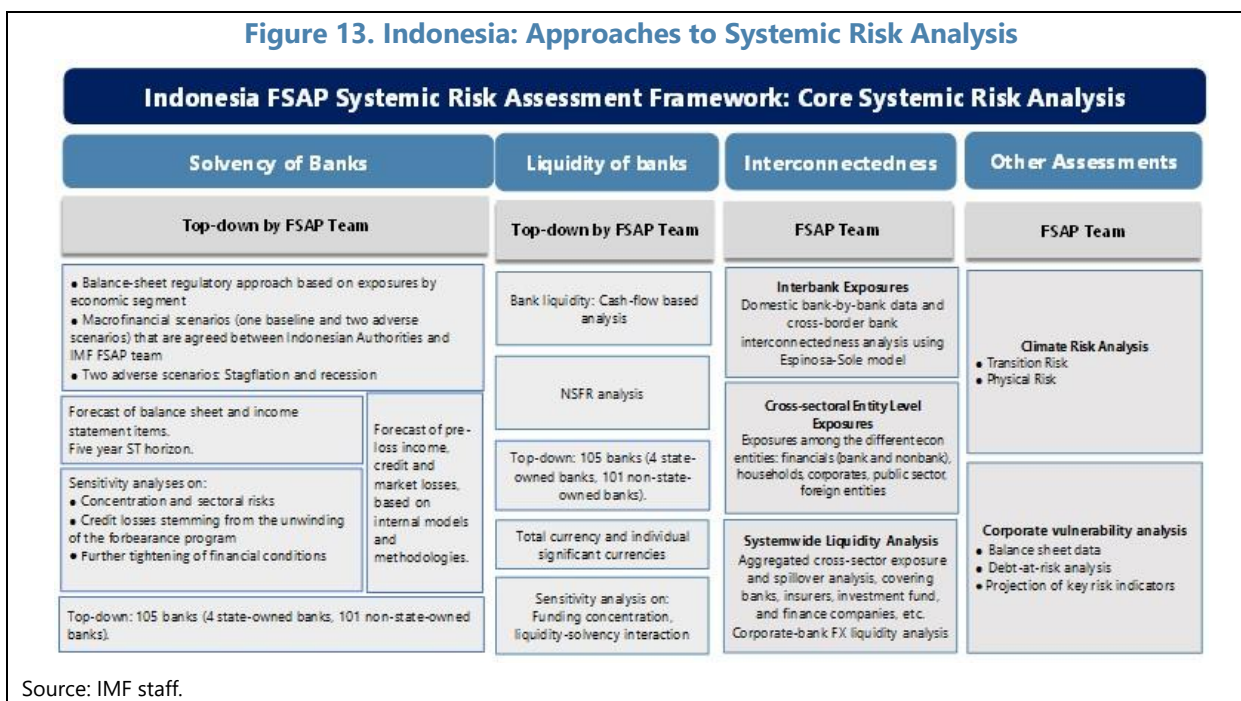 Figure 13. Indonesia: Approaches to Systemic Risk Analysis
Indonesia FSAP Systemic Risk Assessment Framework: Core Systemic Risk Analysis
Solvency of Banks
Top-down by FSAP Team
● Balance-sheet regulatory approach based on exposures by
economic segment
● Macrofinancial scenarios (one baseline and two adverse
scenarios) that are agreed between Indonesian Authorities and
IMF FSAP team
● Two adverse scenarios: Stagflation and recession
Forecast of balance sheet and income
statement items.
Five year ST horizon.
Sensitivity analyses on:
● Concentration and sectoral risks
● Credit losses stemming from the unwinding
of the forbearance program
● Further tightening of financial conditions
Forecast of pre-
loss income,
credit and
market losses,
based on
internal models
and
methodologies.
Top-down: 105 banks (4 state-owned banks, 101 non-state-owned
banks).
Liquidity of banks
Top-down by FSAP Team
Bank liquidity: Cash-flow based
analysis
NSFR analysis
Top-down: 105 banks (4 state-
owned banks, 101 non-state-
owned banks).
Total currency and individual
significant currencies
Sensitivity analysis on:
Funding concentration,
liquidity-solvency interaction
Interconnectedness
FSAP Team
Interbank Exposures
Domestic bank-by-bank data and
cross-border bank
interconnectedness analysis using
Espinosa-Sole model
Cross-sectoral Entity Level
Exposures
Exposures among the different econ
entities: financials (bank and nonbank),
households, corporates, public sector,
foreign entities
Systemwide Liquidity Analysis
Aggregated cross-sector exposure
and spillover analysis, covering
banks, insurers, investment fund,
and finance companies, etc.
Corporate-bank FX liquidity analysis
Other Assessments
FSAP Team
Climate Risk Analysis
● Transition Risk
● Physical Risk
Corporate vulnerability analysis
● Balance sheet data
● Debt-at-risk analysis
● Projection of key risk indicators
Source: IMF staff.